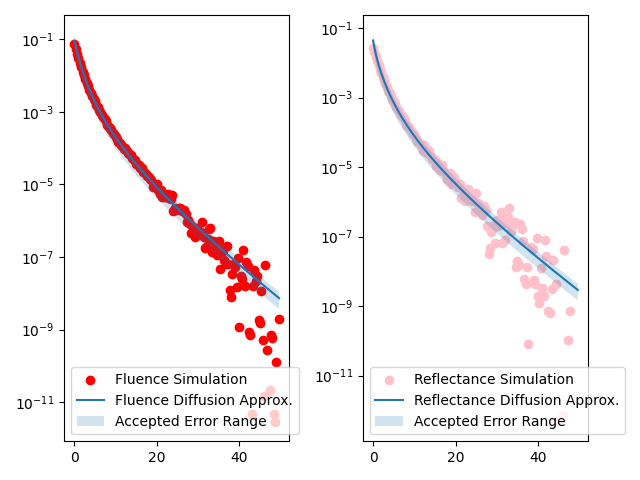 10⁻¹
10⁻³
10⁻⁵
10⁻⁷
10⁻⁹
10⁻¹¹
Fluence Simulation
Fluence Diffusion Approx.
Accepted Error Range
0 20 40
10⁻¹
10⁻³
10⁻⁵
10⁻⁷
10⁻⁹
10⁻¹¹
Reflectance Simulation
Reflectance Diffusion Approx.
Accepted Error Range
0 20 40